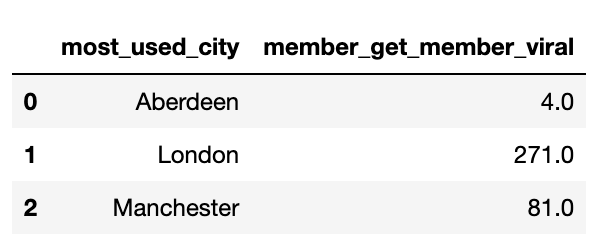 most_used_city member_get_member_viral
0 Aberdeen 4.0
1 London 271.0
2 Manchester 81.0